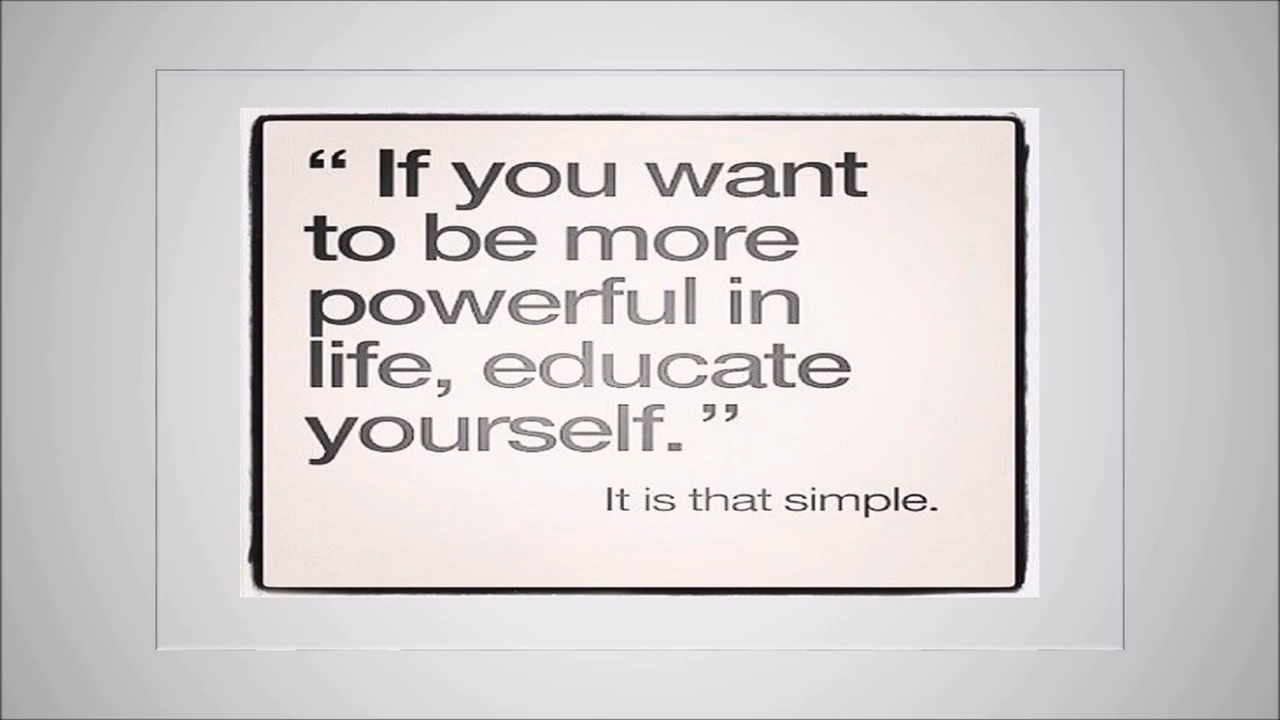 “ If you want
to be more
powerful in
life, educate
yourself. ”
It is that simple.